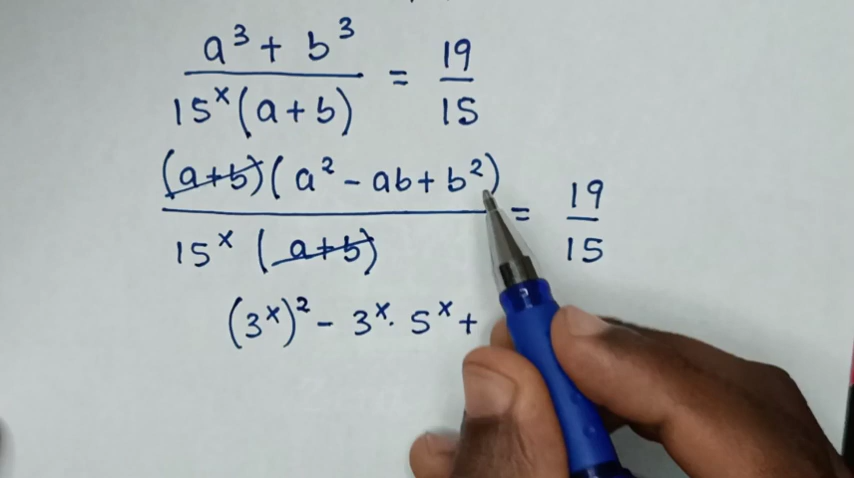 a³ + b³ / 15ˣ(a+b) = 19/15
(a+b)(a² - ab + b²) / 15ˣ (a+b) = 19/15
(3ˣ)² - 3ˣ · 5ˣ +